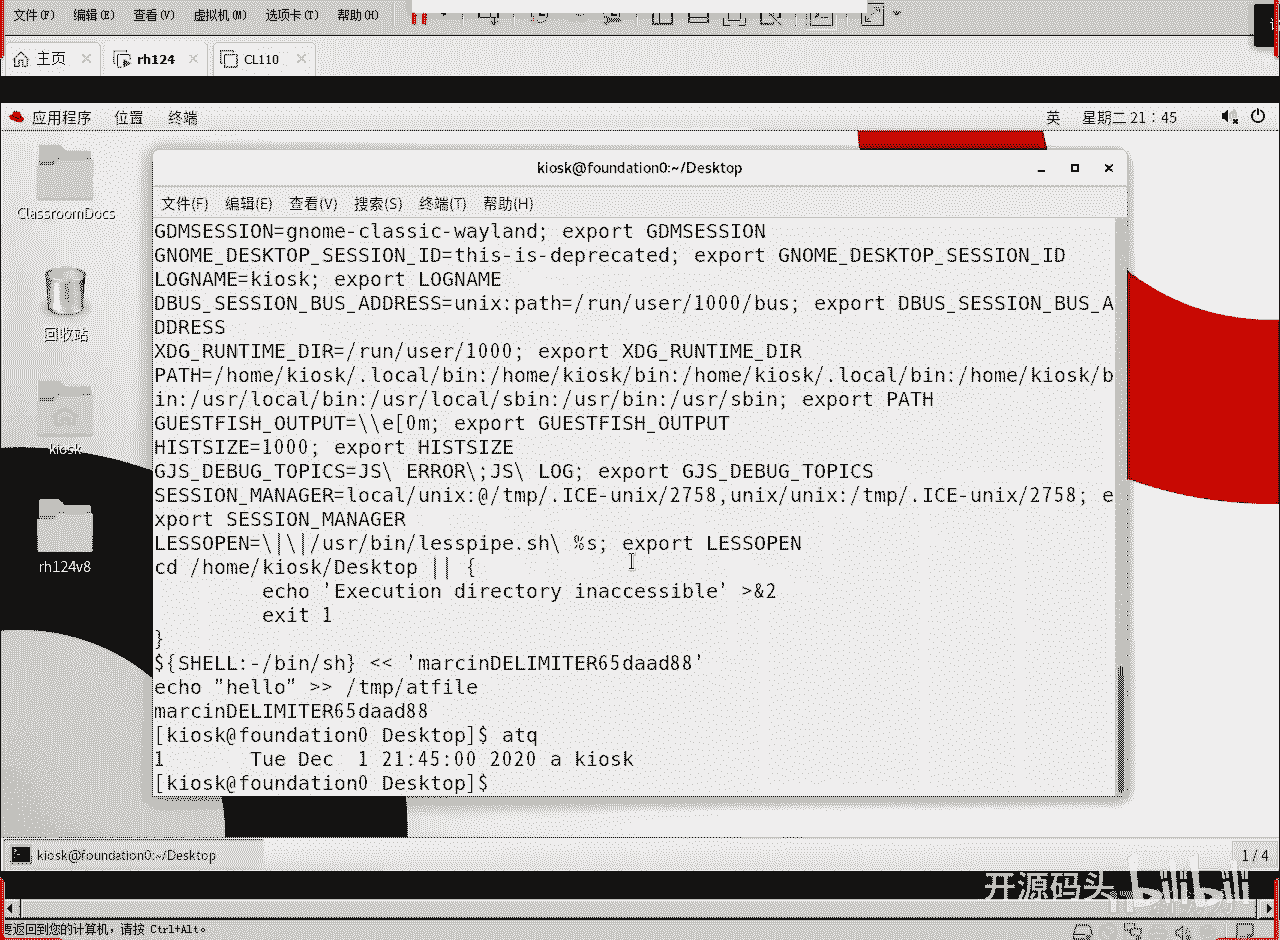 文件(F) 编辑(E) 查看(V) 虚拟机(M) 选项卡(T) 帮助(H)
主页 rh124 CL110
应用程序 位置 终端 英 星期二 21：45
ClassroomDocs
回收站
kiosk
rh124v8
kiosk@foundation0:~/Desktop
文件(F) 编辑(E) 查看(V) 搜索(S) 终端(T) 帮助(H)
GDMSESSION=gnome-classic-wayland; export GDMSESSION
GNOME_DESKTOP_SESSION_ID=this-is-deprecated; export GNOME_DESKTOP_SESSION_ID
LOGNAME=kiosk; export LOGNAME
DBUS_SESSION_BUS_ADDRESS=unix:path=/run/user/1000/bus; export DBUS_SESSION_BUS_A
DDRESS
XDG_RUNTIME_DIR=/run/user/1000; export XDG_RUNTIME_DIR
PATH=/home/kiosk/.local/bin:/home/kiosk/bin:/home/kiosk/.local/bin:/home/kiosk/b
in:/usr/local/bin:/usr/local/sbin:/usr/bin:/usr/sbin; export PATH
GUESTFISH_OUTPUT=\\e[0m; export GUESTFISH_OUTPUT
HISTSIZE=1000; export HISTSIZE
GJS_DEBUG_TOPICS=JS\ ERROR\;JS\ LOG; export GJS_DEBUG_TOPICS
SESSION_MANAGER=local/unix:@/tmp/.ICE-unix/2758,unix/unix:/tmp/.ICE-unix/2758; e
xport SESSION_MANAGER
LESSOPEN=\|\|/usr/bin/lesspipe.sh\ %s; export LESSOPEN
cd /home/kiosk/Desktop || {
         echo 'Execution directory inaccessible' >&2
         exit 1
}
${SHELL:-/bin/sh} << 'marcinDELIMITER65daad88'
echo "hello" >> /tmp/atfile
marcinDELIMITER65daad88
[kiosk@foundation0 Desktop]$ atq
1       Tue Dec  1 21:45:00 2020 a kiosk
[kiosk@foundation0 Desktop]$
kiosk@foundation0:~/Desktop 1 / 4
开源码头 bilibili
要返回到您的计算机，请按 Ctrl+Alt。